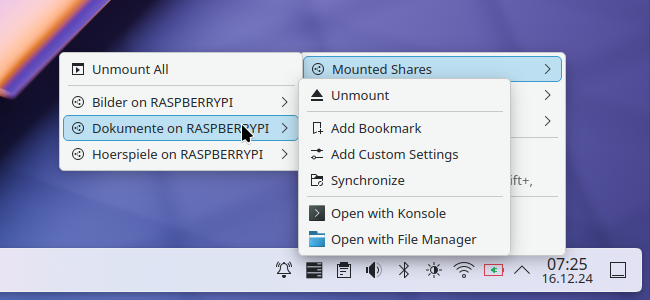 Unmount All
Bilder on RASPBERRYPI
Dokumente on RASPBERRYPI
Hoerspiele on RASPBERRYPI
Mounted Shares
Unmount
Add Bookmark
Add Custom Settings
Synchronize
Open with Konsole
Open with File Manager
ift+,
07:25
16.12.24